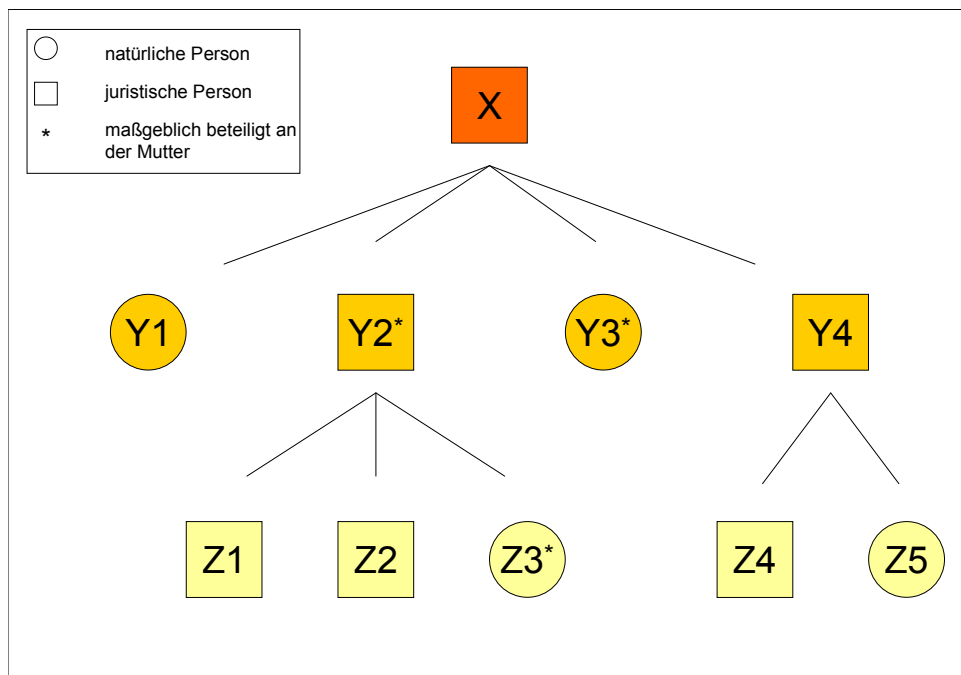 natürliche Person
juristische Person
* maßgeblich beteiligt an
der Mutter
X
Y1 Y2* Y3* Y4
Z1 Z2 Z3* Z4 Z5